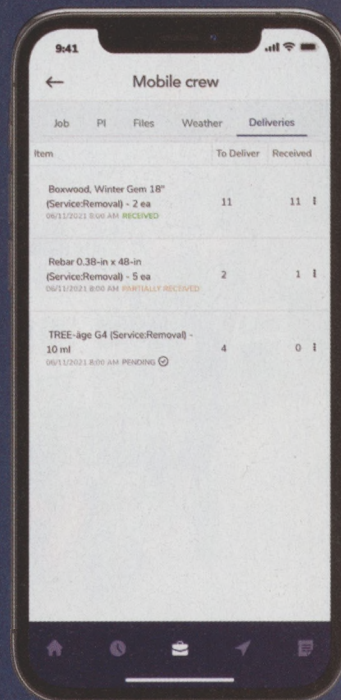 9:41
Mobile crew
Job PI Files Weather Deliveries
Item To Deliver Received
Boxwood, Winter Gem 18"
(Service:Removal) - 2 ea 11 11
06/11/2021 8:00 AM RECEIVED
Rebar 0.38-in x 48-in
(Service:Removal) - 5 ea 2 1
06/11/2021 8:00 AM PARTIALLY RECEIVED
TREE-äge G4 (Service:Removal) -
10 ml 4 0
06/11/2021 8:00 AM PENDING